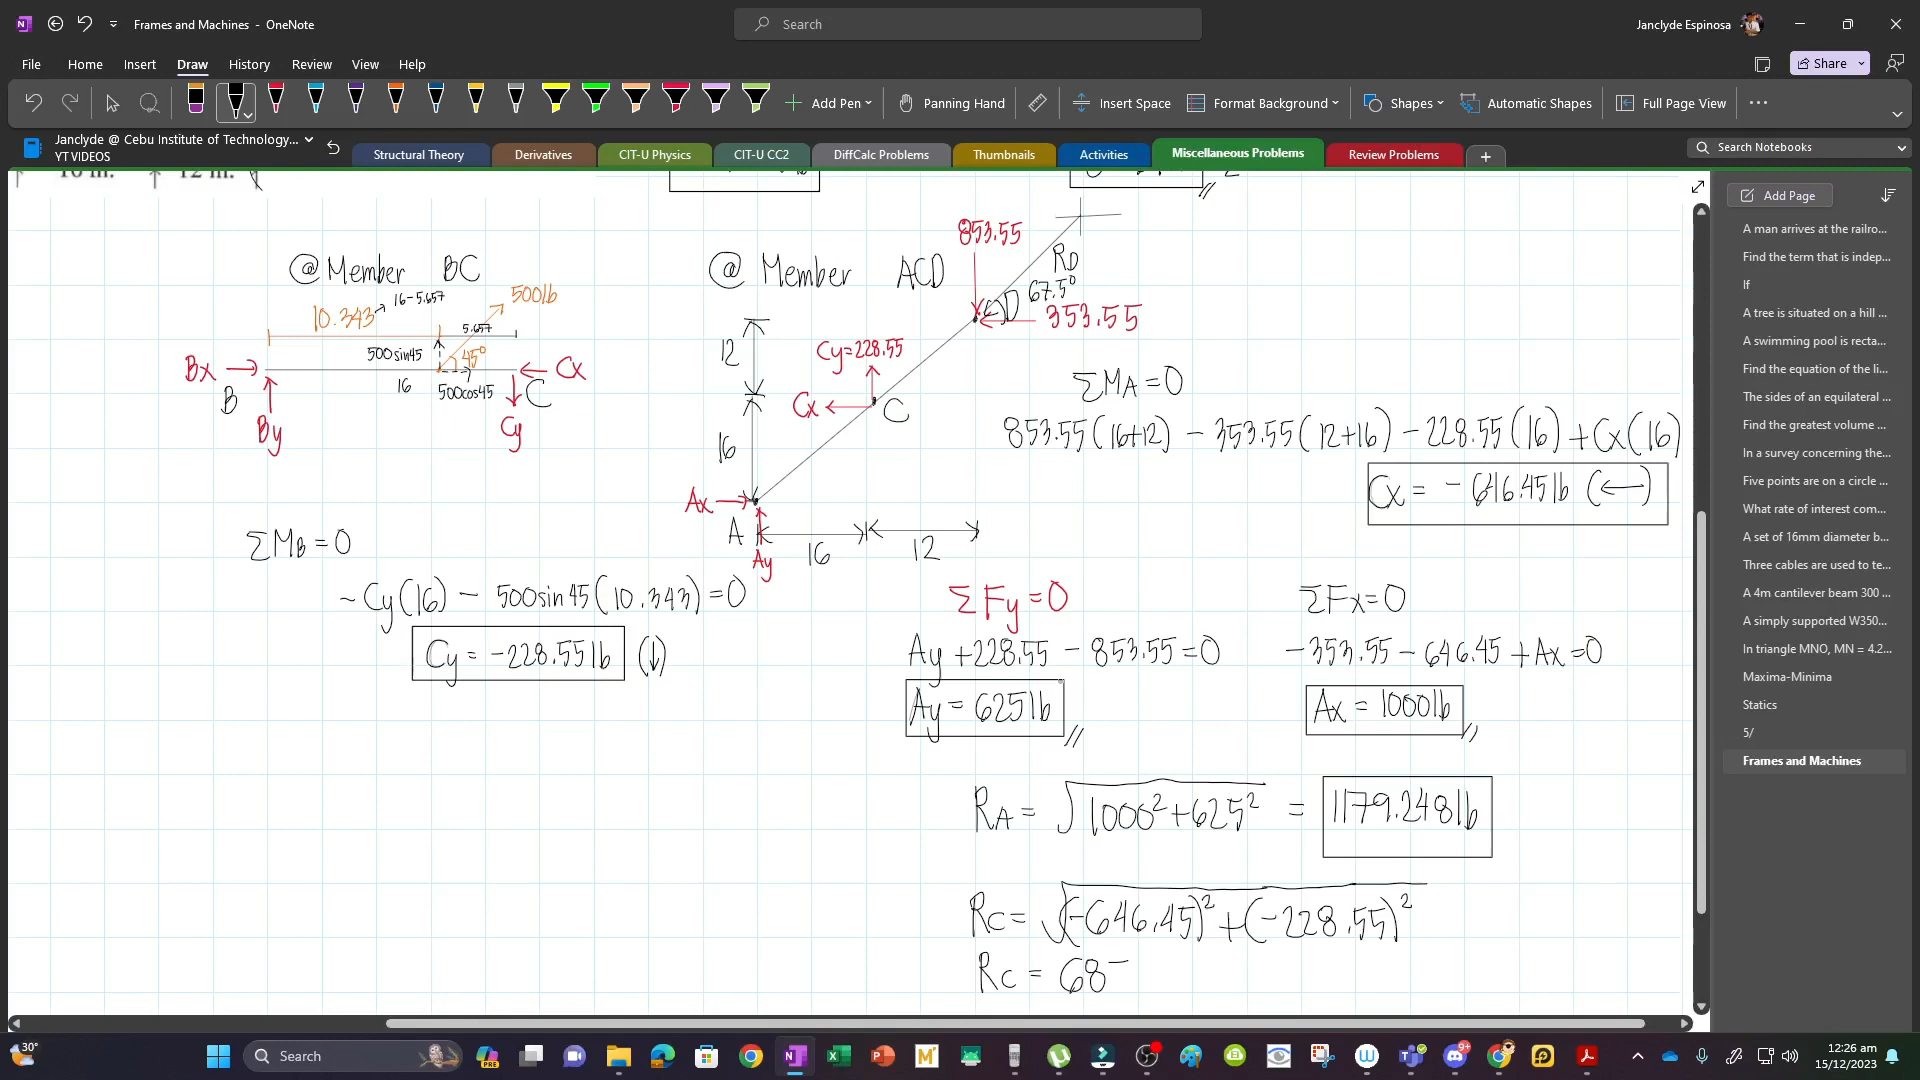 Frames and Machines - OneNote
Search
Janclyde Espinosa
File Home Insert Draw History Review View Help
Share
Add Pen
Panning Hand
Insert Space
Format Background
Shapes
Automatic Shapes
Full Page View
Janclyde @ Cebu Institute of Technology...
YT VIDEOS
Structural Theory
Derivatives
CIT-U Physics
CIT-U CC2
DiffCalc Problems
Thumbnails
Activities
Miscellaneous Problems
Review Problems
Search Notebooks
Add Page
A man arrives at the railro...
Find the term that is indep...
If
A tree is situated on a hill ...
A swimming pool is recta...
Find the equation of the li...
The sides of an equilateral ...
Find the greatest volume ...
In a survey concerning the...
Five points are on a circle ...
What rate of interest com...
A set of 16mm diameter b...
Three cables are used to te...
A 4m cantilever beam 300 ...
A simply supported W350...
In triangle MNO, MN = 4.2...
Maxima-Minima
Statics
5/
Frames and Machines
12 in.
@ Member BC
10.343
16-5.657
500lb
5.657
500sin45
45°
Bx
Cx
B
16
500cos45
C
By
Cy
ΣMB=0
-Cy(16) - 500sin45(10.343)=0
Cy = -228.55lb (↓)
@ Member ACD
853.55
RD
67.5°
D
353.55
12
Cy=228.55
Cx
C
16
Ax
A
Ay
16
12
ΣMA=0
853.55(16+12) - 353.55(12+16) - 228.55(16) + Cx(16)
Cx = -646.45lb (←)
ΣFy=0
Ay +228.55 - 853.55=0
Ay = 625lb
ΣFx=0
-353.55 - 646.45 + Ax=0
Ax = 1000lb
RA = √1000²+625² = 1179.248lb
Rc = √(-646.45)²+(-228.55)²
Rc = 68
30°
Search
PRE
9+
12:26 am
15/12/2023